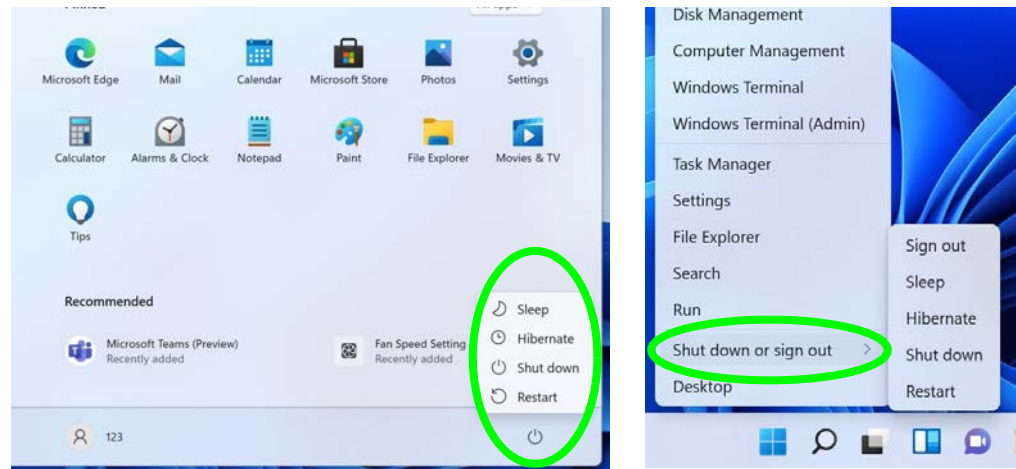 Microsoft Edge
Mail
Calendar
Microsoft Store
Photos
Settings
Calculator
Alarms & Clock
Notepad
Paint
File Explorer
Movies & TV
Tips
Recommended
Microsoft Teams (Preview)
Recently added
Fan Speed Setting
Recently added
Sleep
Hibernate
Shut down
Restart
123
Disk Management
Computer Management
Windows Terminal
Windows Terminal (Admin)
Task Manager
Settings
File Explorer
Search
Run
Shut down or sign out
Desktop
Sign out
Sleep
Hibernate
Shut down
Restart